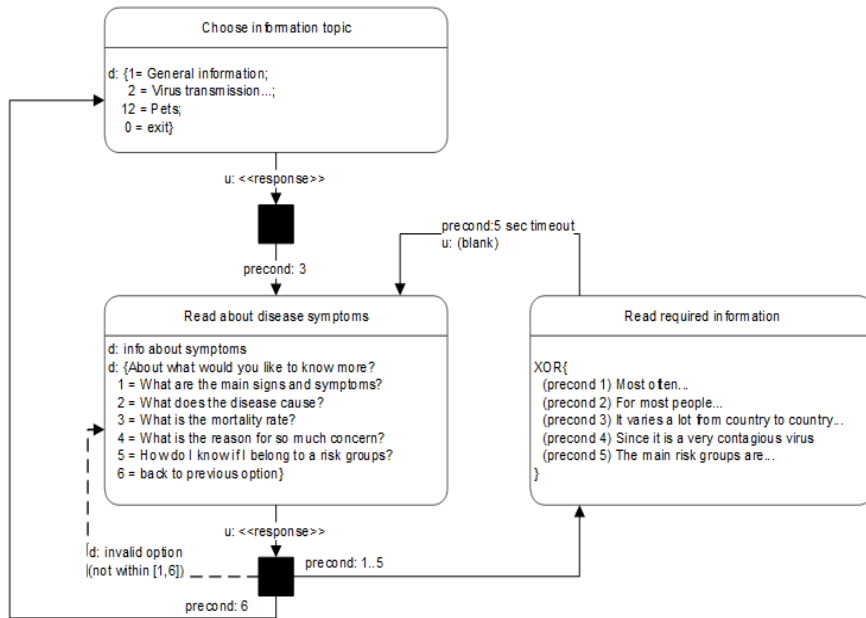 Choose information topic
d: {1= General information;
2 = Virus transmission...;
12 = Pets;
0 = exit}
u: <<response>>
precond: 3
precond:5 sec timeout
u: (blank)
Read about disease symptoms
d: info about symptoms
d: {About what would you like to know more?
1 = What are the main signs and symptoms?
2 = What does the disease cause?
3 = What is the mortality rate?
4 = What is the reason for so much concern?
5 = How do I know if I belong to a risk groups?
6 = back to previous option}
Read required information
XOR{
(precond 1) Most often...
(precond 2) For most people...
(precond 3) It varies a lot from country to country...
(precond 4) Since it is a very contagious virus
(precond 5) The main risk groups are...
}
u: <<response>>
d: invalid option
(not within [1,6])
precond: 1..5
precond: 6